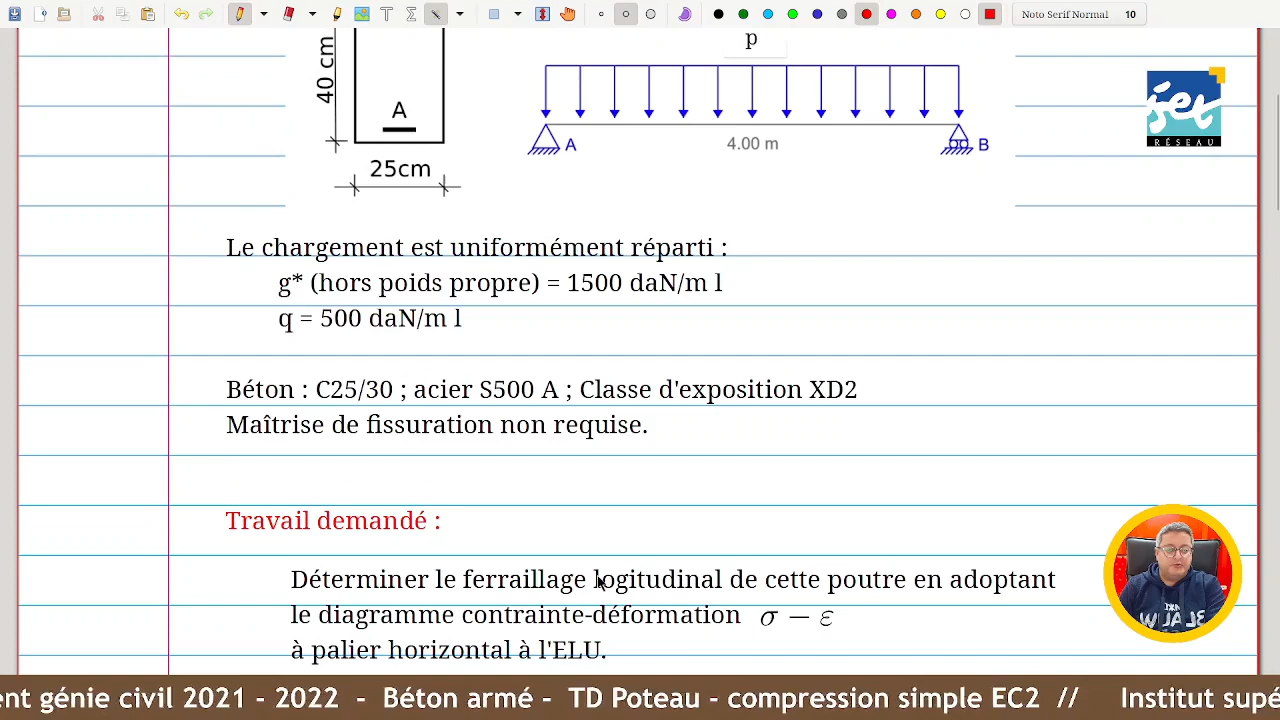 Noto Serif Normal 10
p
40 cm
A
25cm
A
4.00 m
B
iset
RÉSEAU
Le chargement est uniformément réparti :
g* (hors poids propre) = 1500 daN/m l
q = 500 daN/m l
Béton : C25/30 ; acier S500 A ; Classe d'exposition XD2
Maîtrise de fissuration non requise.
Travail demandé :
Déterminer le ferraillage logitudinal de cette poutre en adoptant
le diagramme contrainte-déformation σ − ε
à palier horizontal à l'ELU.
ent génie civil 2021 - 2022 - Béton armé - TD Poteau - compression simple EC2 // Institut supé